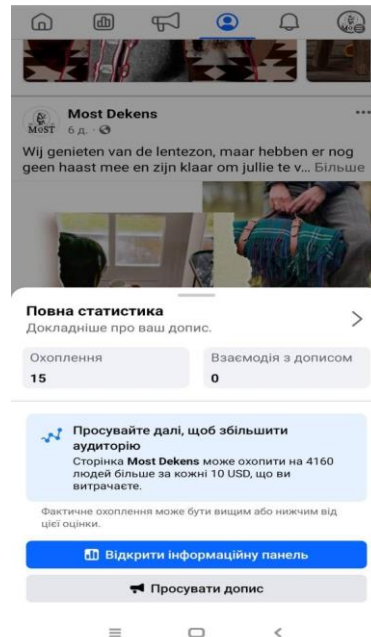 Most Dekens
MOST
6 д.
Wij genieten van de lentezon, maar hebben er nog
geen haast mee en zijn klaar om jullie te v... Більше
Повна статистика
Докладніше про ваш допис.
Охоплення
15
Взаємодія з дописом
0
Просувайте далі, щоб збільшити
аудиторію
Сторінка Most Dekens може охопити на 4160
людей більше за кожні 10 USD, що ви
витрачаєте.
Фактичне охоплення може бути вищим або нижчим від
цієї оцінки.
Відкрити інформаційну панель
Просувати допис